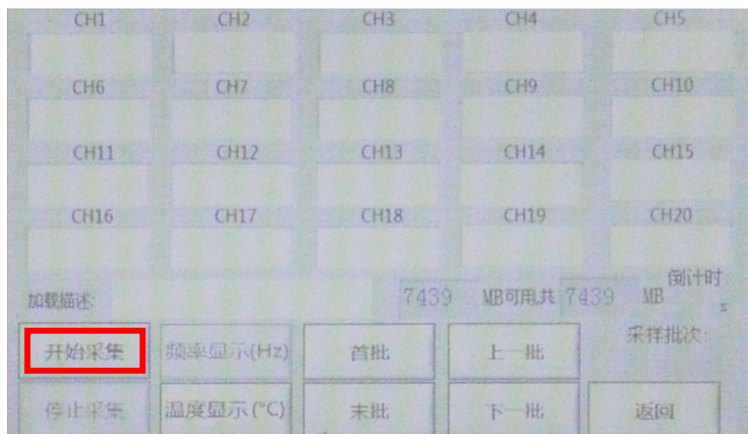 CH1 CH2 CH3 CH4 CH5
CH6 CH7 CH8 CH9 CH10
CH11 CH12 CH13 CH14 CH15
CH16 CH17 CH18 CH19 CH20
倒计时
加载描述: 7439 MB可用,共 7439 MB s
采样批次:
开始采集 频率显示(Hz) 首批 上一批
停止采集 温度显示(°C) 末批 下一批 返回